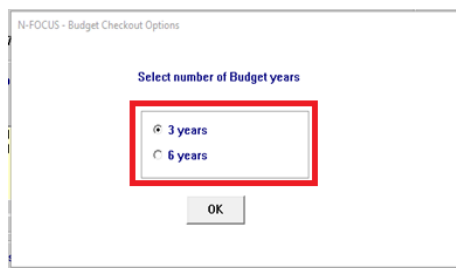 N-FOCUS - Budget Checkout Options
Select number of Budget years
3 years
6 years
OK